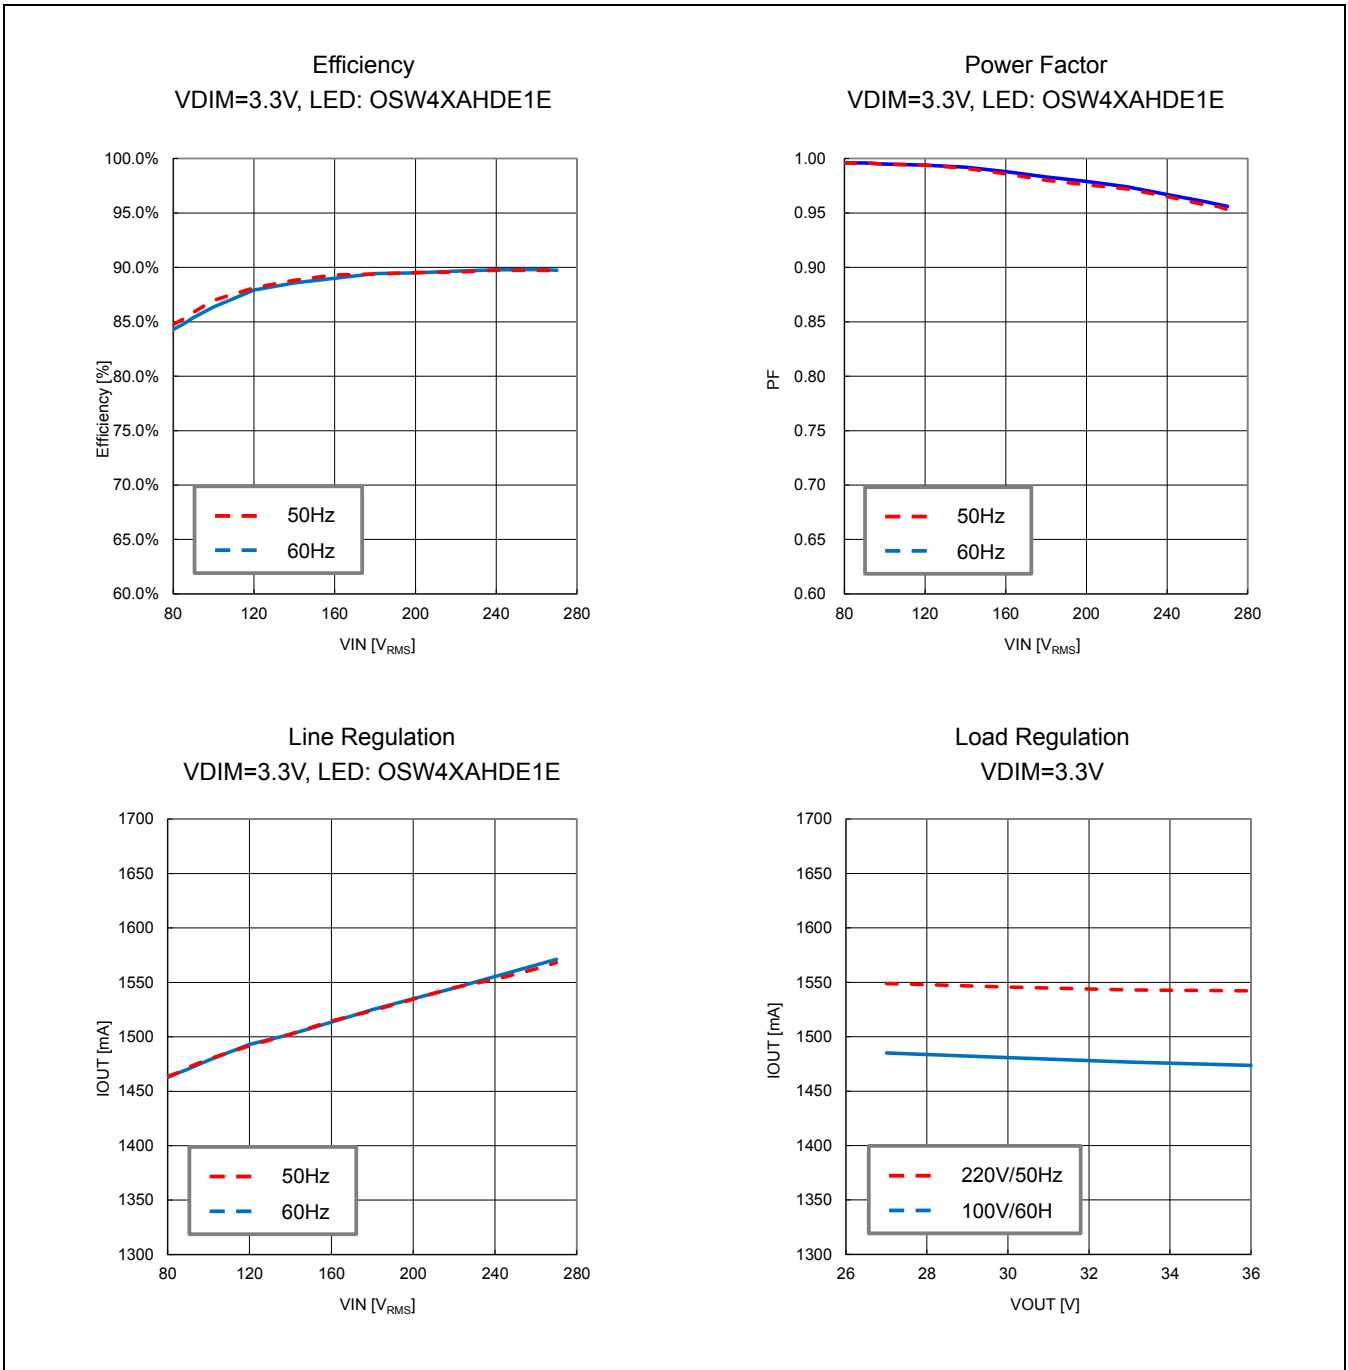 Efficiency
VDIM=3.3V, LED: OSW4XAHDE1E
100.0%
95.0%
90.0%
85.0%
80.0%
75.0%
70.0%
65.0%
60.0%
Efficiency [%]
50Hz
60Hz
80 120 160 200 240 280
VIN [VRMS]
Power Factor
VDIM=3.3V, LED: OSW4XAHDE1E
1.00
0.95
0.90
0.85
0.80
0.75
0.70
0.65
0.60
PF
50Hz
60Hz
80 120 160 200 240 280
VIN [VRMS]
Line Regulation
VDIM=3.3V, LED: OSW4XAHDE1E
1700
1650
1600
1550
1500
1450
1400
1350
1300
IOUT [mA]
50Hz
60Hz
80 120 160 200 240 280
VIN [VRMS]
Load Regulation
VDIM=3.3V
1700
1650
1600
1550
1500
1450
1400
1350
1300
IOUT [mA]
220V/50Hz
100V/60H
26 28 30 32 34 36
VOUT [V]